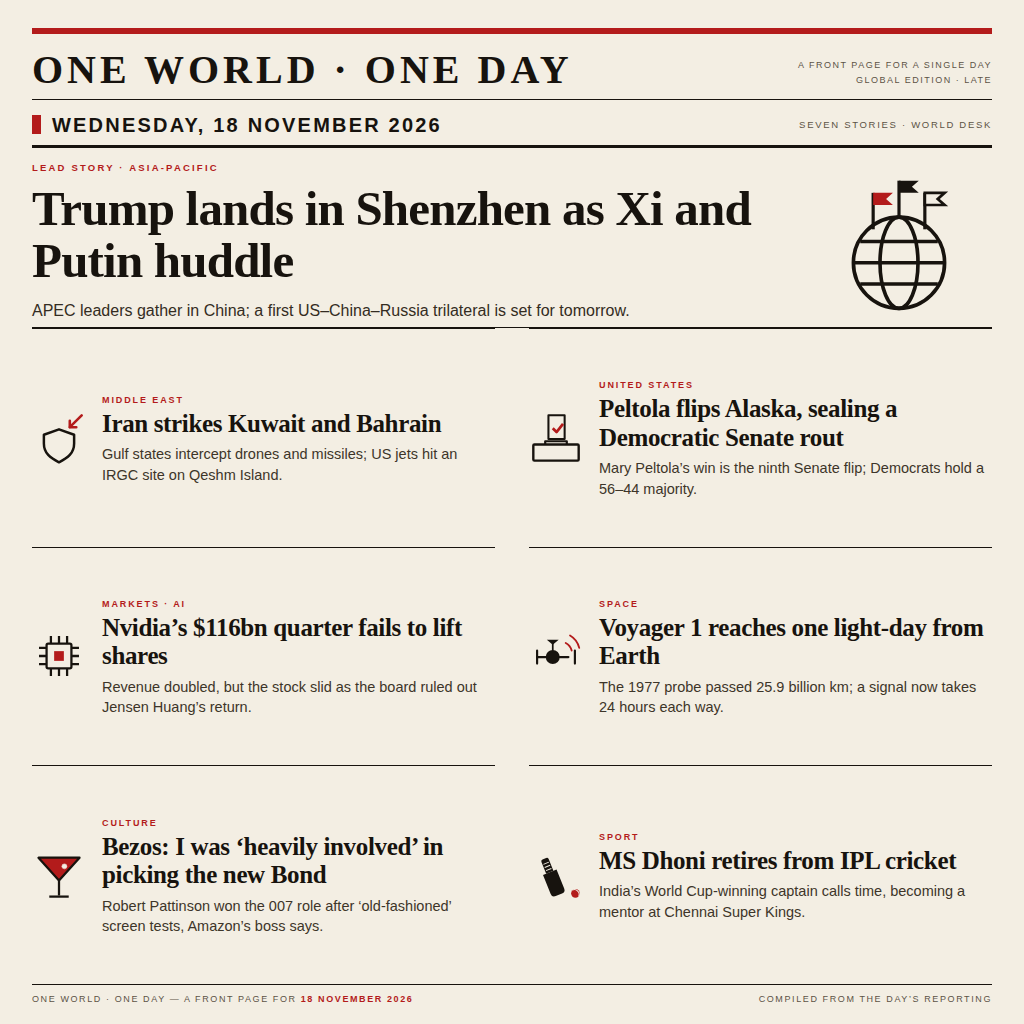 ONE WORLD · ONE DAY
A FRONT PAGE FOR A SINGLE DAY
GLOBAL EDITION · LATE
WEDNESDAY, 18 NOVEMBER 2026
SEVEN STORIES · WORLD DESK
LEAD STORY · ASIA-PACIFIC
Trump lands in Shenzhen as Xi and
Putin huddle
APEC leaders gather in China; a first US–China–Russia trilateral is set for tomorrow.
MIDDLE EAST
Iran strikes Kuwait and Bahrain
Gulf states intercept drones and missiles; US jets hit an
IRGC site on Qeshm Island.
UNITED STATES
Peltola flips Alaska, sealing a
Democratic Senate rout
Mary Peltola’s win is the ninth Senate flip; Democrats hold a
56–44 majority.
MARKETS · AI
Nvidia’s $116bn quarter fails to lift
shares
Revenue doubled, but the stock slid as the board ruled out
Jensen Huang’s return.
SPACE
Voyager 1 reaches one light-day from
Earth
The 1977 probe passed 25.9 billion km; a signal now takes
24 hours each way.
CULTURE
Bezos: I was ‘heavily involved’ in
picking the new Bond
Robert Pattinson won the 007 role after ‘old-fashioned’
screen tests, Amazon’s boss says.
SPORT
MS Dhoni retires from IPL cricket
India’s World Cup-winning captain calls time, becoming a
mentor at Chennai Super Kings.
ONE WORLD · ONE DAY — A FRONT PAGE FOR 18 NOVEMBER 2026
COMPILED FROM THE DAY’S REPORTING